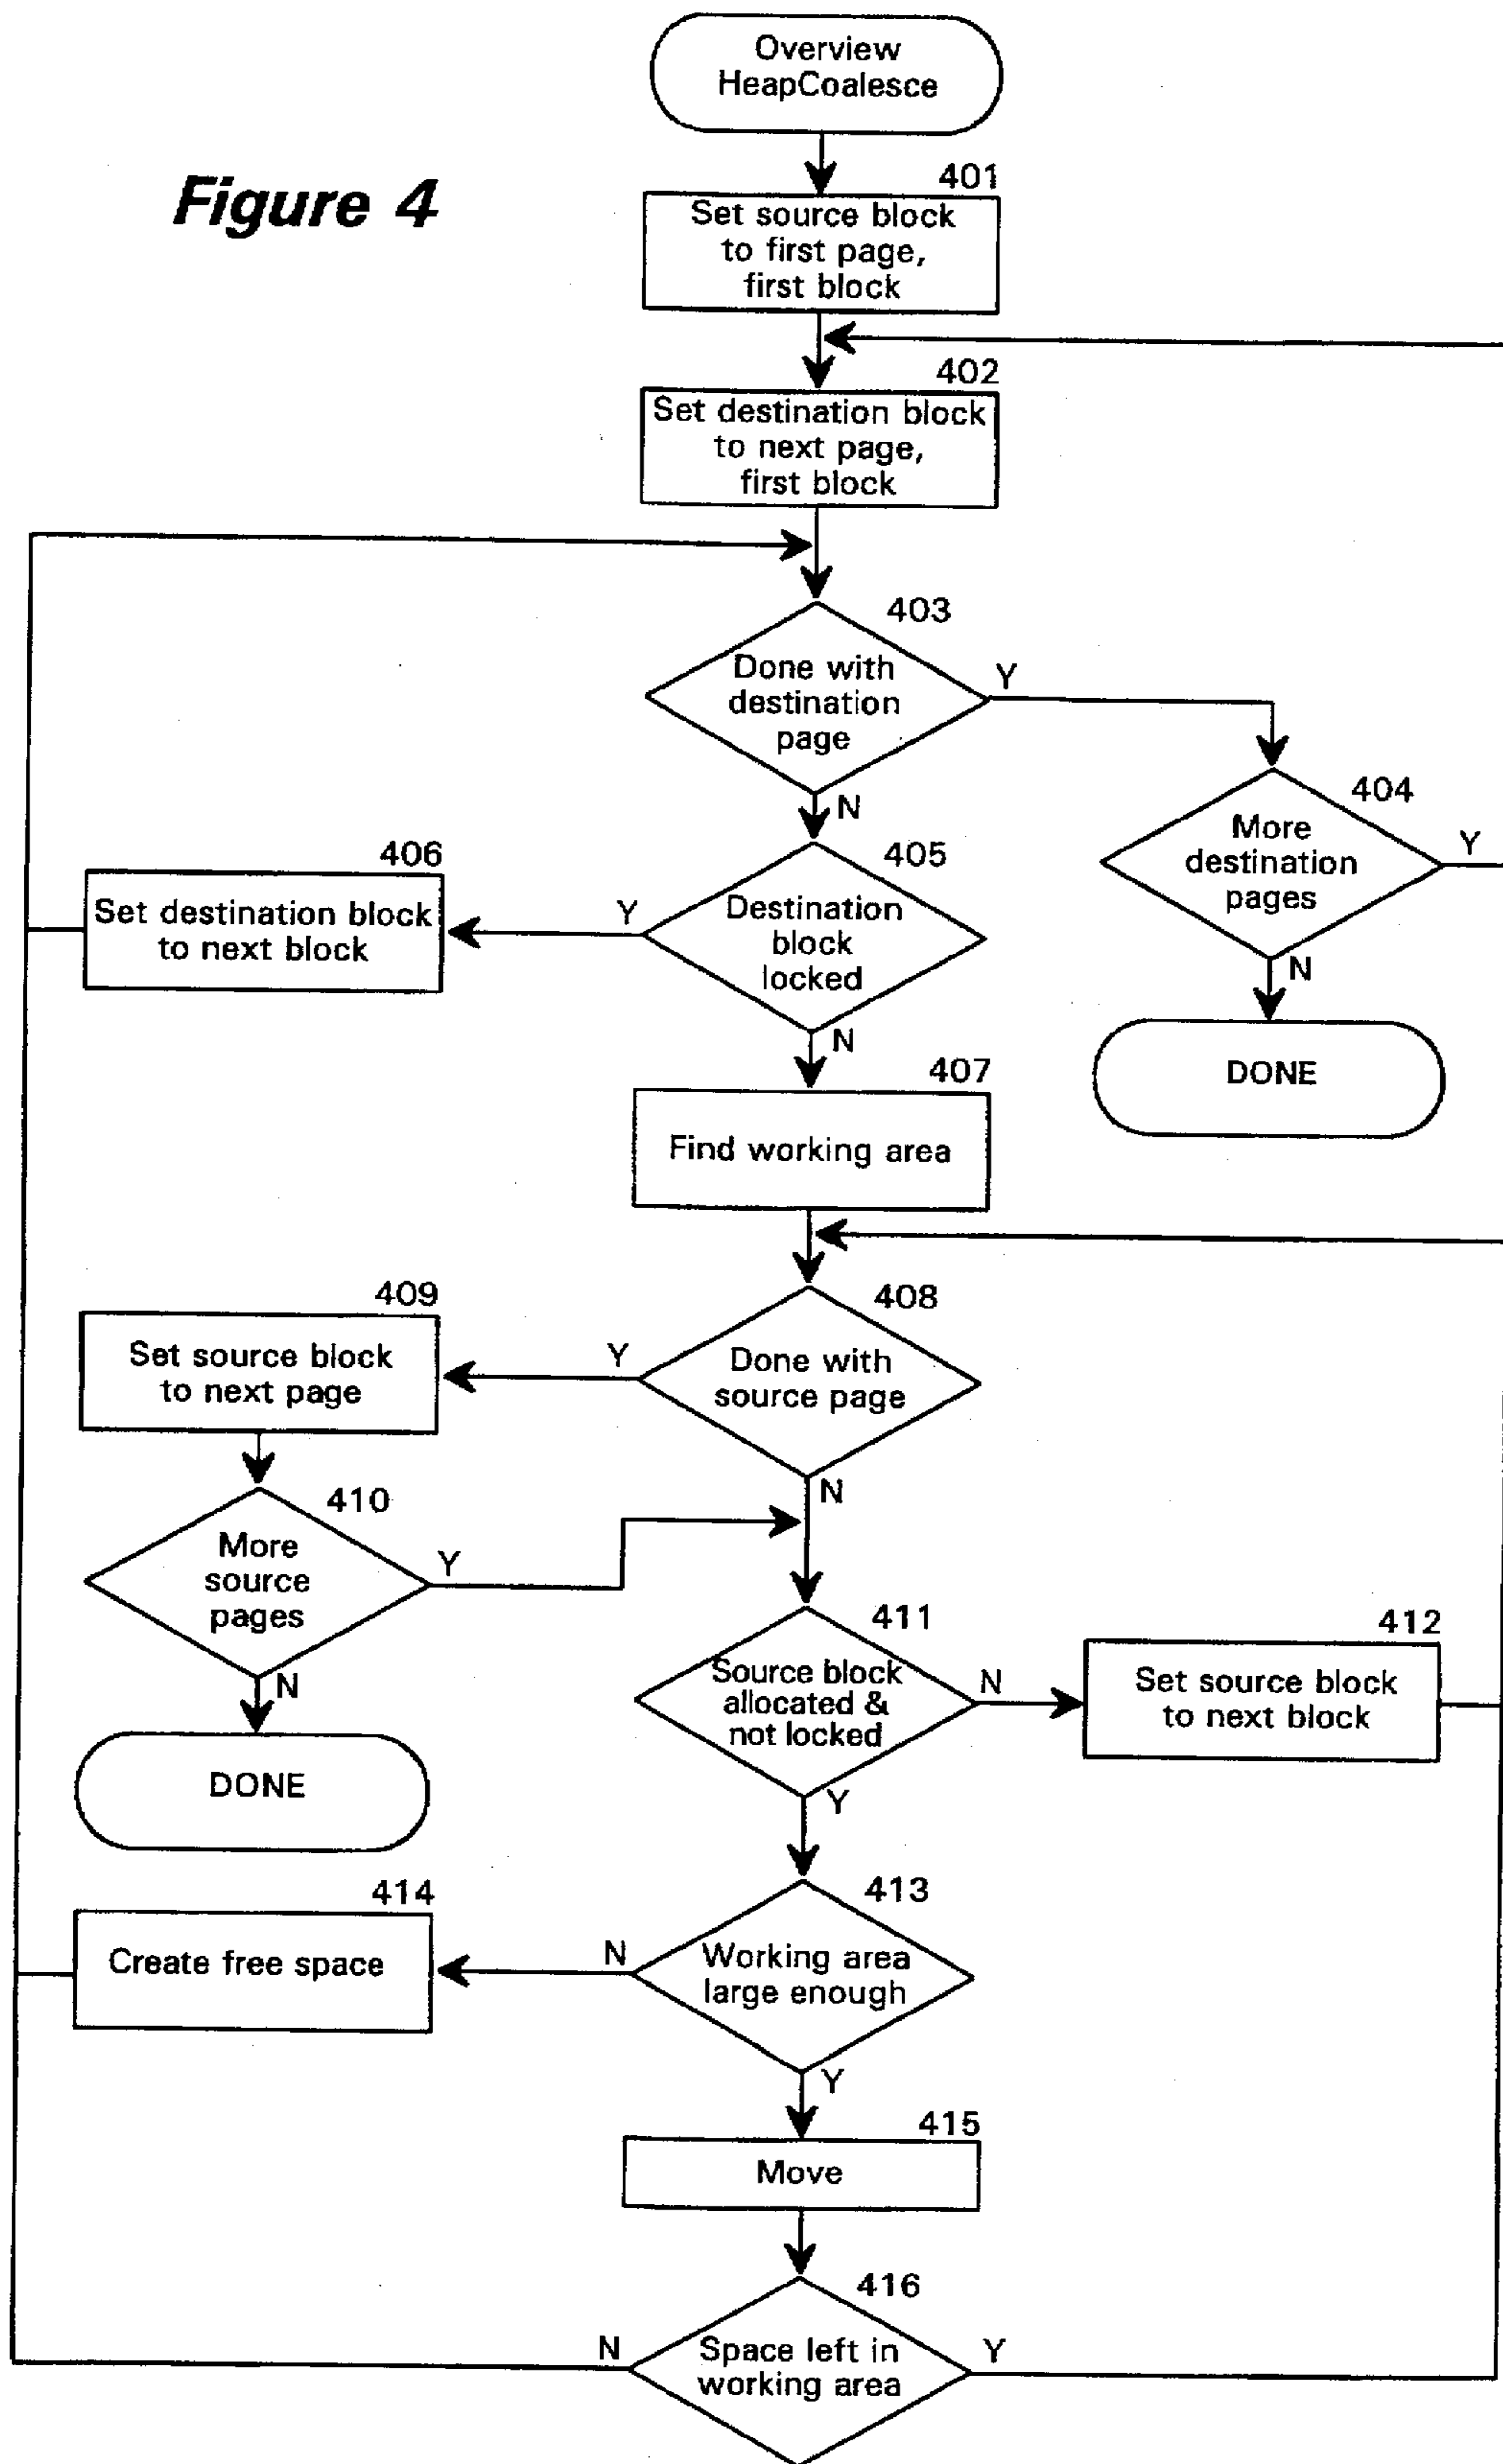 Overview
HeapCoalesce
Figure 4
401
Set source block
to first page,
first block
402
Set destination block
to next page,
first block
403
Done with
destination
page
Y
N
404
More
destination
pages
Y
N
DONE
405
Destination
block
locked
Y
N
406
Set destination block
to next block
407
Find working area
408
Done with
source page
Y
N
409
Set source block
to next page
410
More
source
pages
Y
N
DONE
411
Source block
allocated &
not locked
N
Y
412
Set source block
to next block
413
Working area
large enough
N
Y
414
Create free space
415
Move
416
Space left in
working area
N
Y